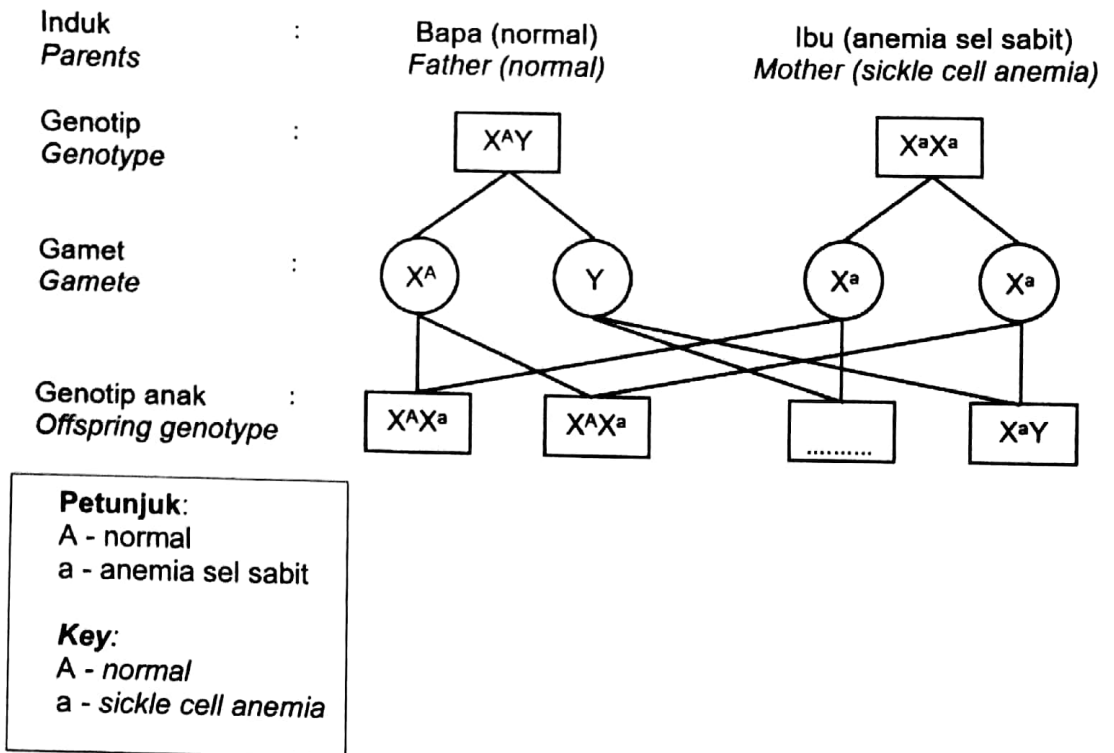 Induk : Bapa (normal) Ibu (anemia sel sabit)
Parents Father (normal) Mother (sickle cell anemia)
Genotip : XᴬY XᵃXᵃ
Genotype
Gamet : Xᴬ Y Xᵃ Xᵃ
Gamete
Genotip anak :
Offspring genotype XᴬXᵃ XᴬXᵃ .......... XᵃY
Petunjuk:
A - normal
a - anemia sel sabit
Key:
A - normal
a - sickle cell anemia